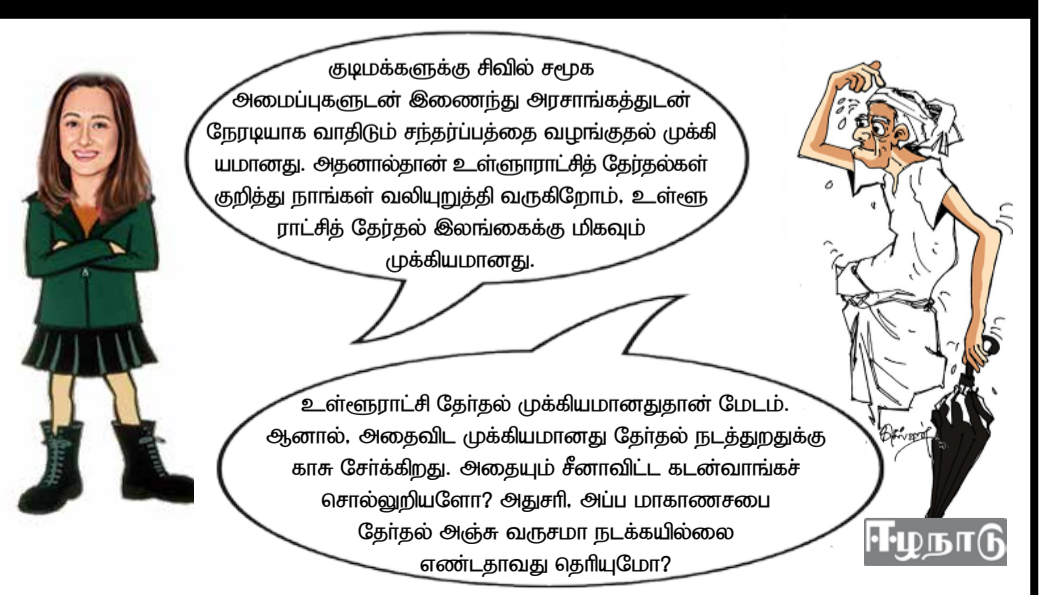 குடிமக்களுக்கு சிவில் சமூக
அமைப்புகளுடன் இணைந்து அரசாங்கத்துடன்
நேரடியாக வாதிடும் சந்தர்ப்பத்தை வழங்குதல் முக்கி
யமானது. அதனால்தான் உள்ளுாராட்சித் தேர்தல்கள்
குறித்து நாங்கள் வலியுறுத்தி வருகிறோம், உள்ளூ
ராட்சித் தேர்தல் இலங்கைக்கு மிகவும்
முக்கியமானது.
உள்ளூராட்சி தேர்தல் முக்கியமானதுதான் மேடம்.
ஆனால், அதைவிட முக்கியமானது தேர்தல் நடத்துறதுக்கு
காசு சேர்க்கிறது. அதையும் சீனாவிட்ட கடன்வாங்கச்
சொல்லுறியளோ? அதுசரி, அப்ப மாகாணசபை
தேர்தல் அஞ்சு வருசமா நடக்கயில்லை
எண்டதாவது தெரியுமோ?
ஈழநாடு